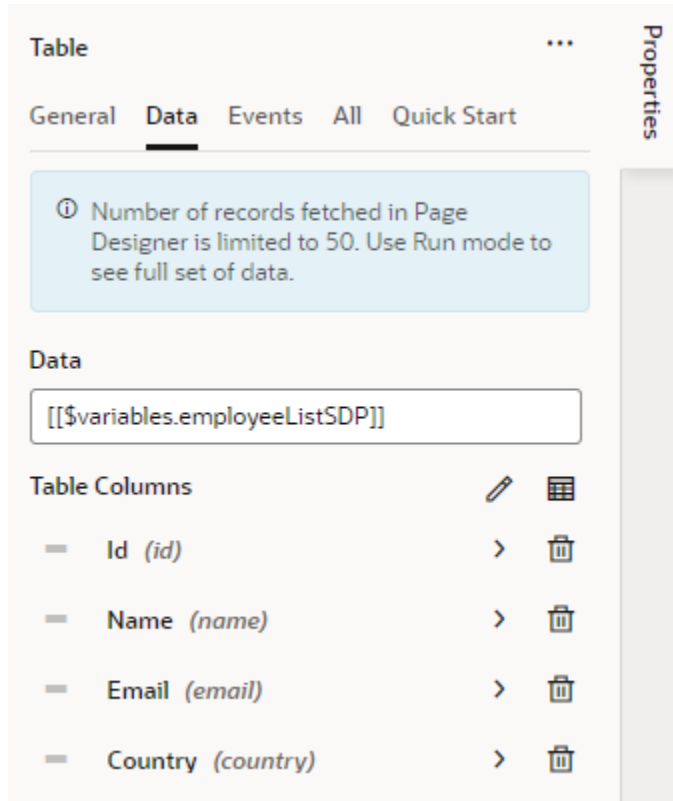 Table
Properties
General Data Events All Quick Start
Number of records fetched in Page
Designer is limited to 50. Use Run mode to
see full set of data.
Data
[[$variables.employeeListSDP]]
Table Columns
Id (id)
Name (name)
Email (email)
Country (country)